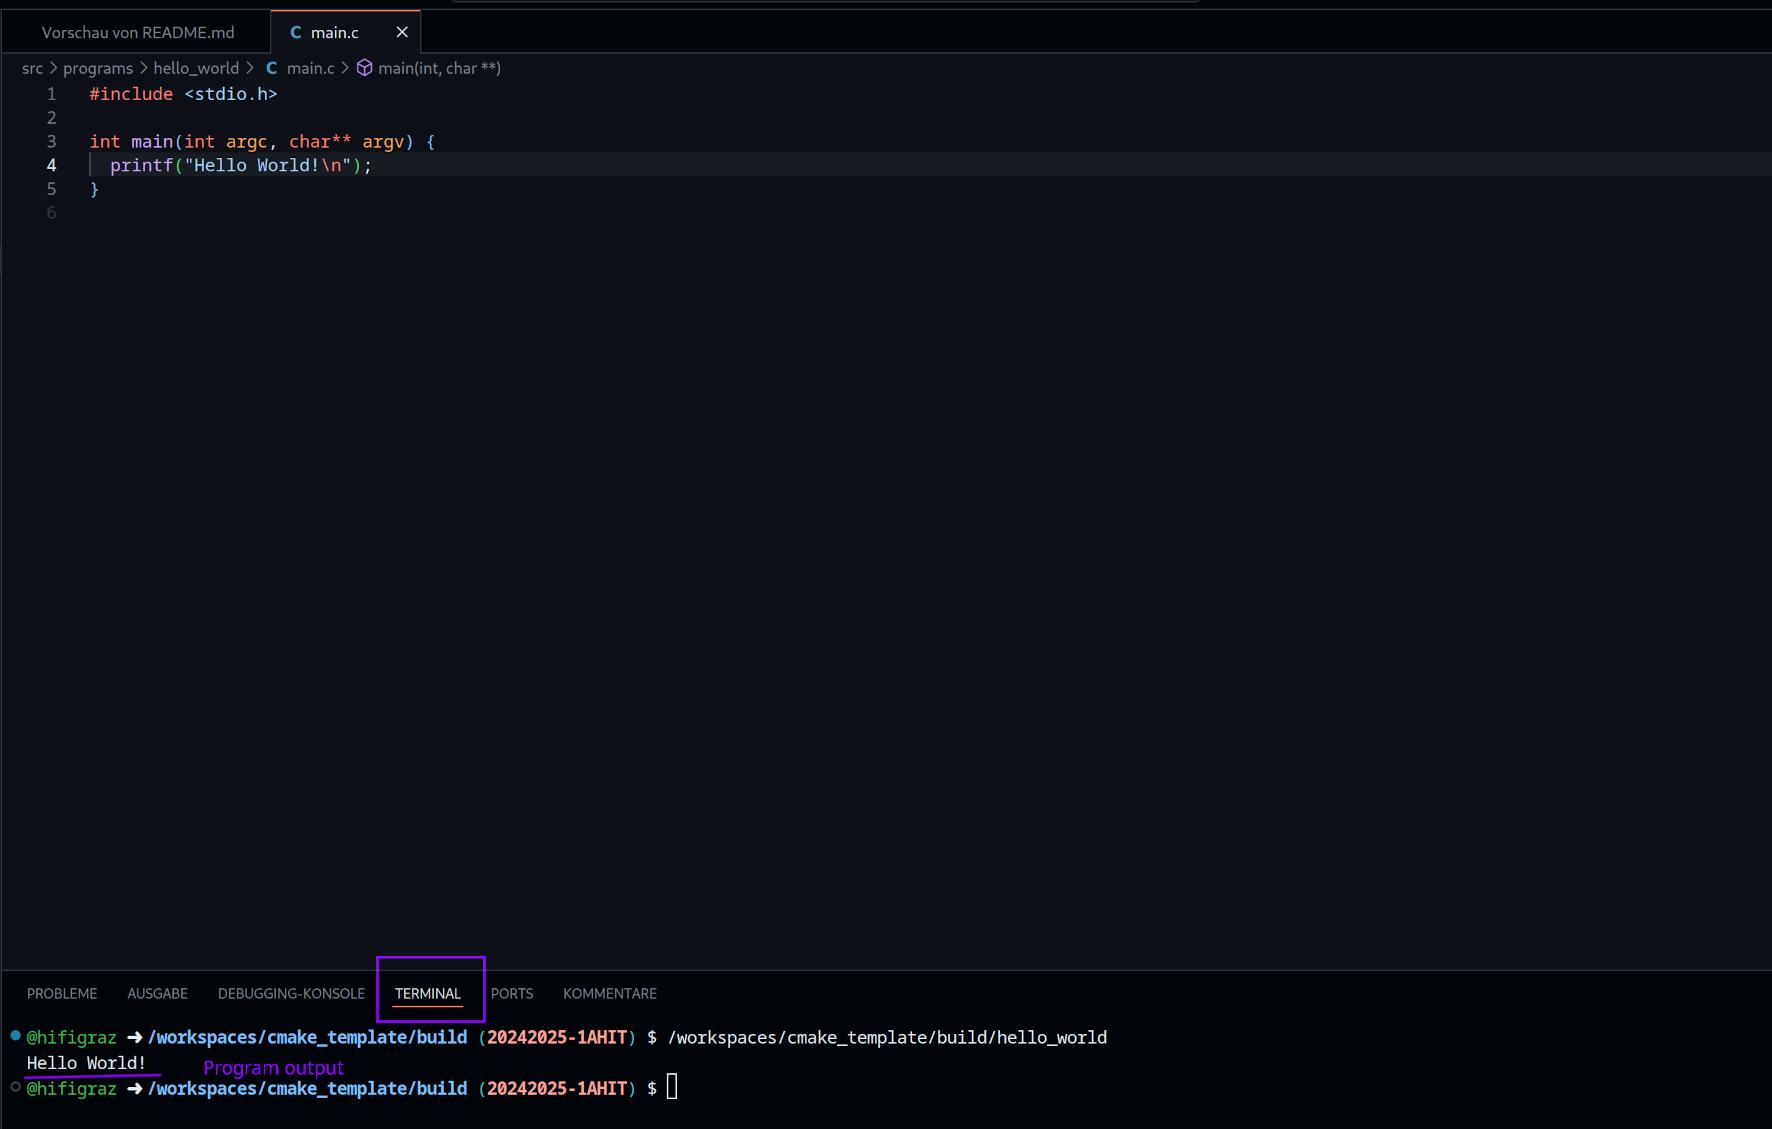 Vorschau von README.md C main.c ×
src > programs > hello_world > C main.c > main(int, char **)
1 #include <stdio.h>
2
3 int main(int argc, char** argv) {
4 printf("Hello World!\n");
5 }
6
PROBLEME AUSGABE DEBUGGING-KONSOLE TERMINAL PORTS KOMMENTARE
@hifigraz ➜ /workspaces/cmake_template/build (20242025-1AHIT) $ /workspaces/cmake_template/build/hello_world
Hello World! Program output
@hifigraz ➜ /workspaces/cmake_template/build (20242025-1AHIT) $